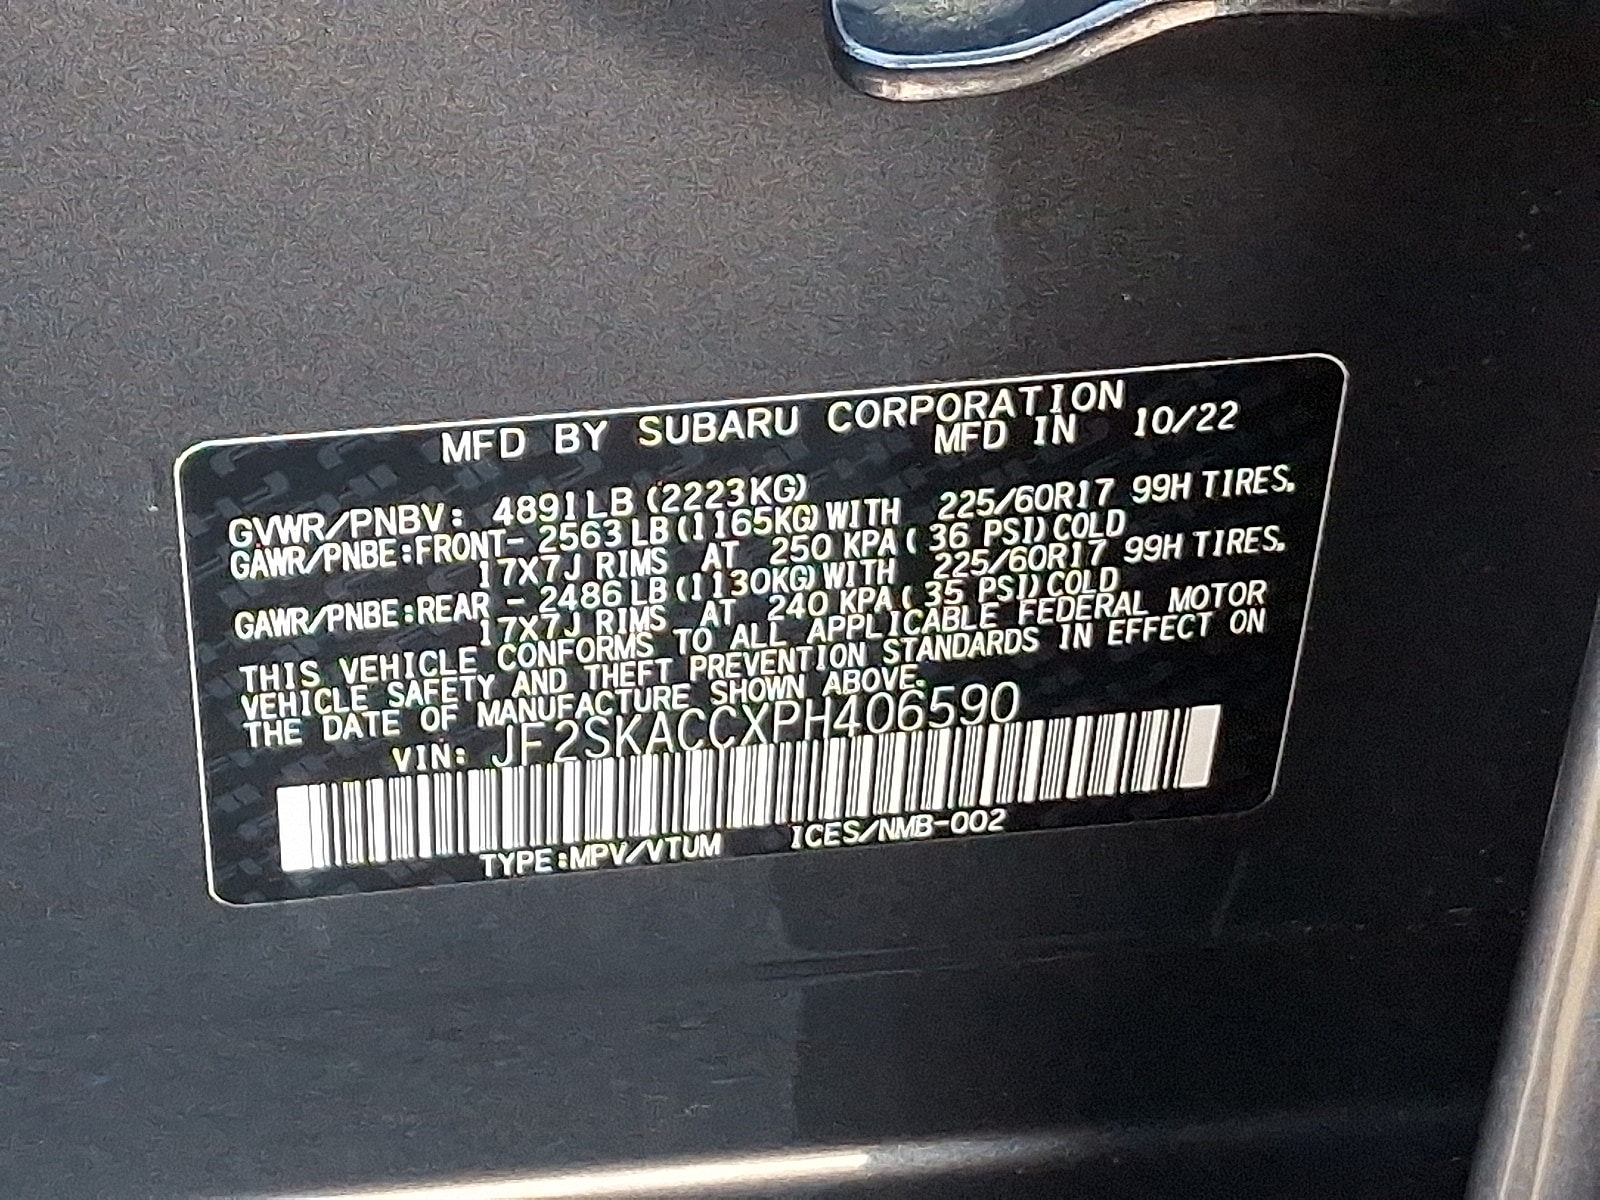 MFD BY SUBARU CORPORATION
MFD IN 10/22
GVWR/PNBV: 4891LB (2223KG)
GAWR/PNBE:FRONT- 2563LB(1165KG)WITH 225/60R17 99H TIRES.
17X7J RIMS AT 250 KPA( 36 PSI)COLD
GAWR/PNBE:REAR - 2486LB(1130KG)WITH 225/60R17 99H TIRES.
17X7J RIMS AT 240 KPA( 35 PSI)COLD
THIS VEHICLE CONFORMS TO ALL APPLICABLE FEDERAL MOTOR
VEHICLE SAFETY AND THEFT PREVENTION STANDARDS IN EFFECT ON
THE DATE OF MANUFACTURE SHOWN ABOVE.
VIN: JF2SKACCXPH406590
TYPE:MPV/VTUM ICES/NMB-002